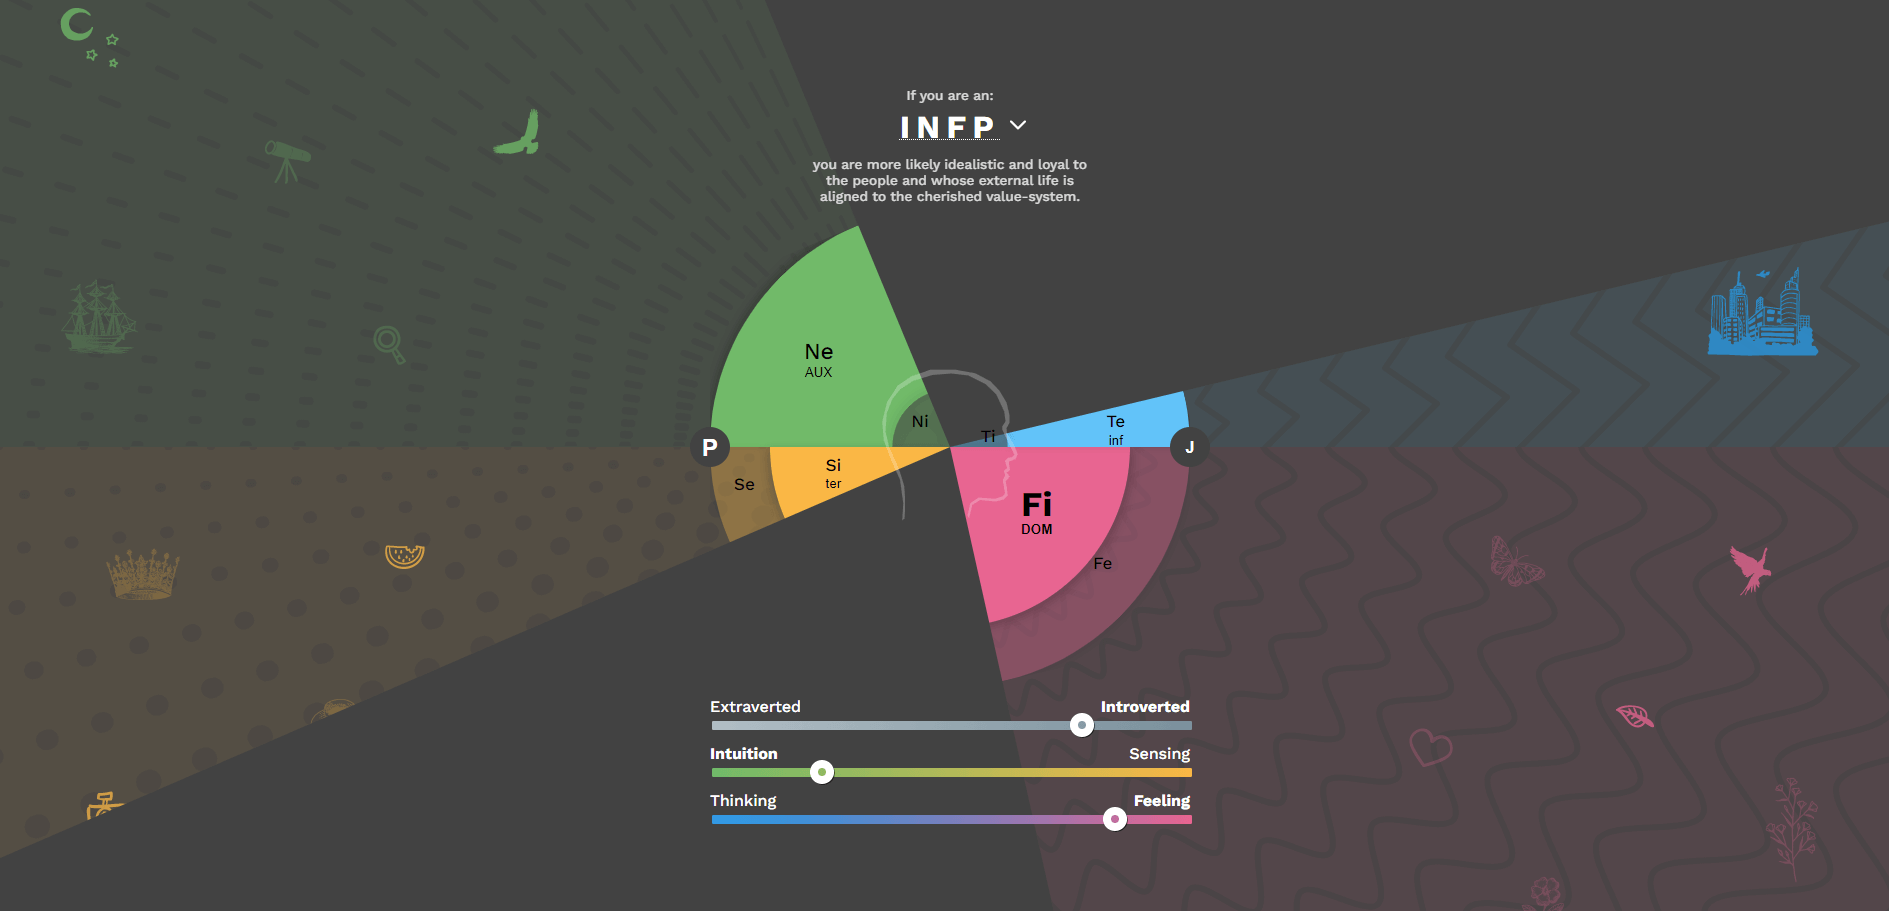 If you are an:
INFP
you are more likely idealistic and loyal to
the people and whose external life is
aligned to the cherished value-system.
Ne
AUX
Ni
Ti
Te
inf
P
J
Si
ter
Se
Fi
DOM
Fe
Extraverted Introverted
Intuition Sensing
Thinking Feeling